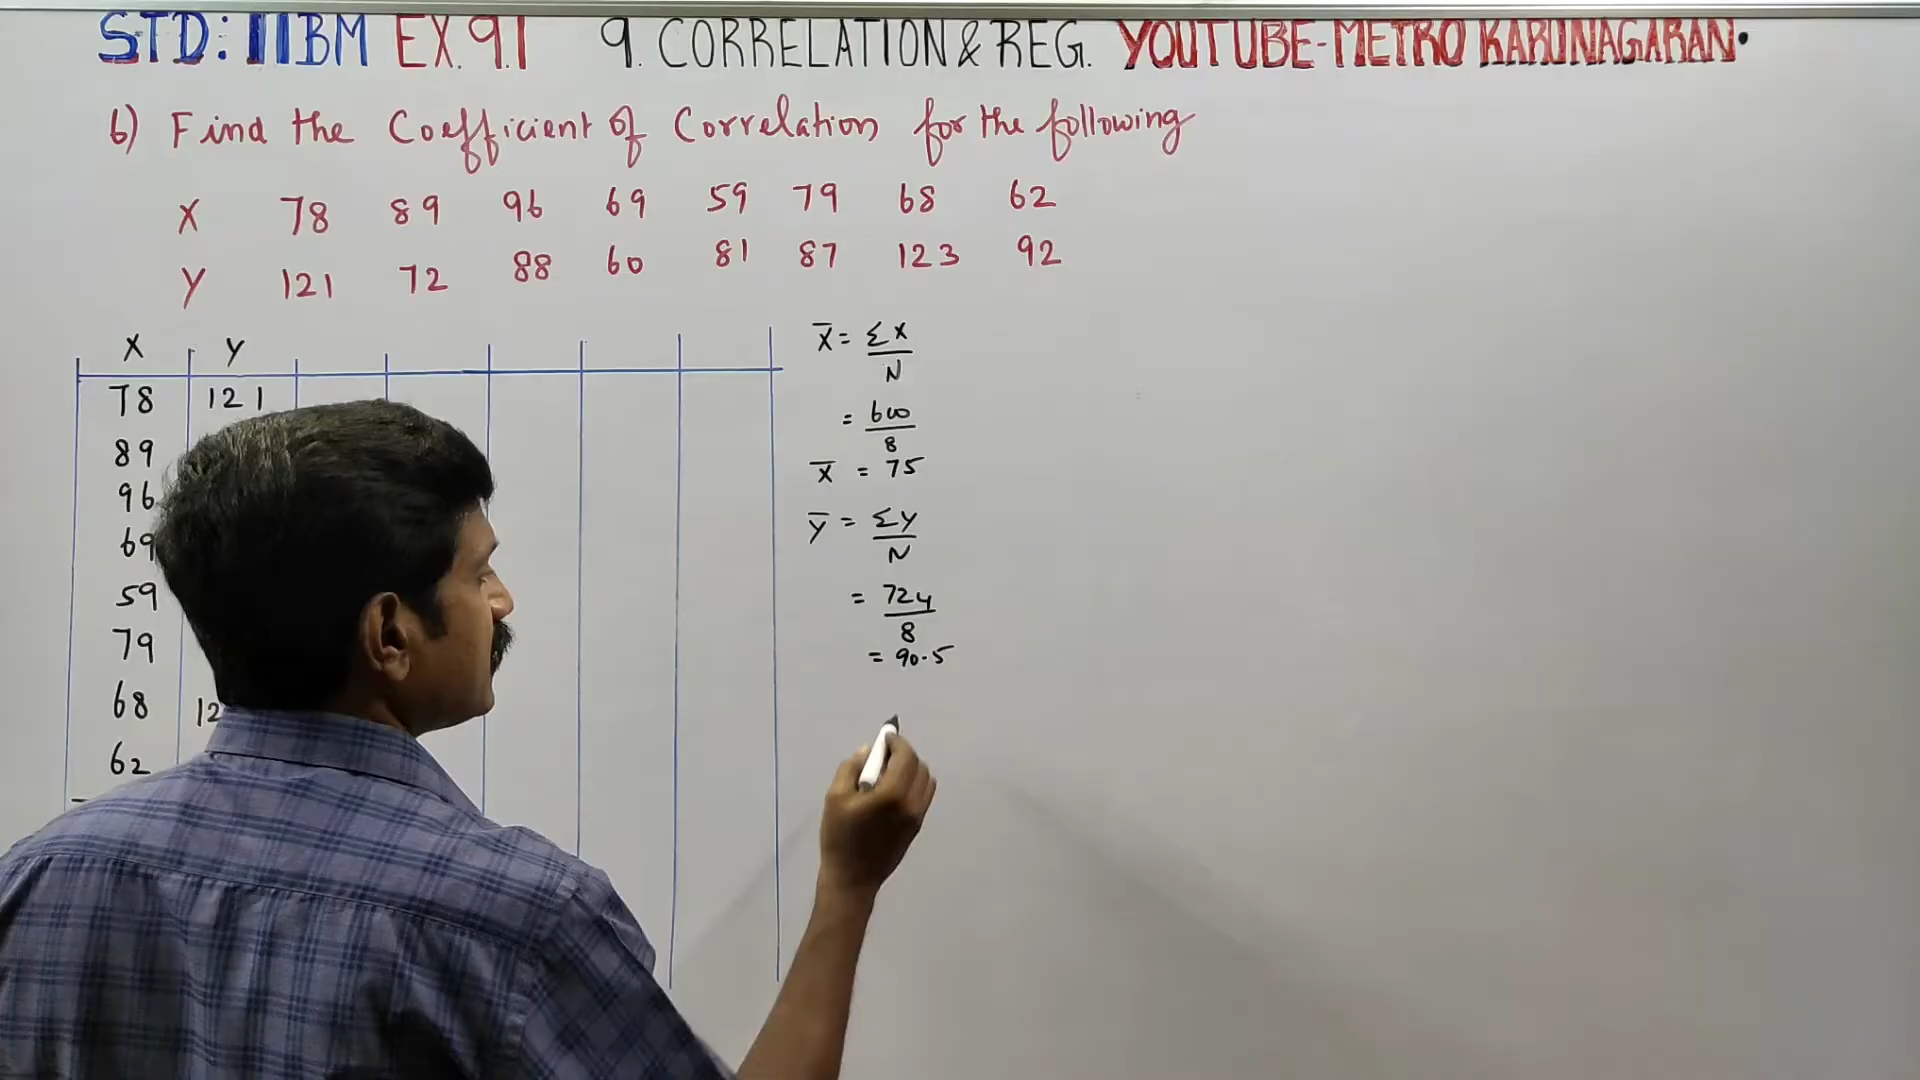 STD: 11BM EX. 9.1 9. CORRELATION & REG. YOUTUBE-METRO KARUNAGARAN.
6) Find the Coefficient of Correlation for the following
X 78 89 96 69 59 79 68 62
Y 121 72 88 60 81 87 123 92
X Y
78 121
89
96
69
59
79
68 12
62
X̄ = ΣX
N
= 600
8
X̄ = 75
Ȳ = ΣY
N
= 724
8
= 90.5